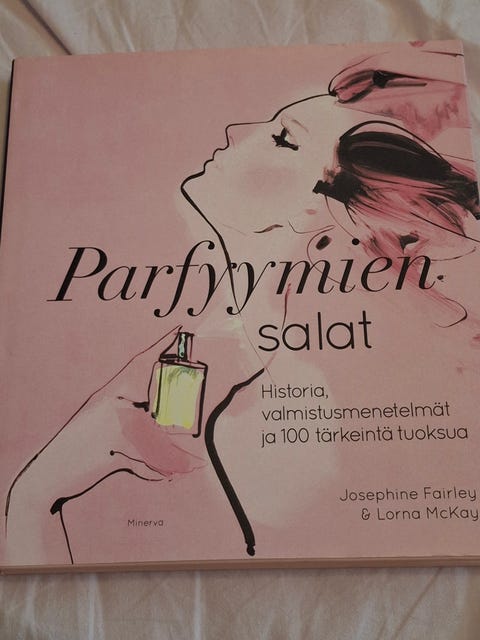 Parfyymien
salat
Historia,
valmistusmenetelmät
ja 100 tärkeintä tuoksua
Josephine Fairley
& Lorna McKay
Minerva